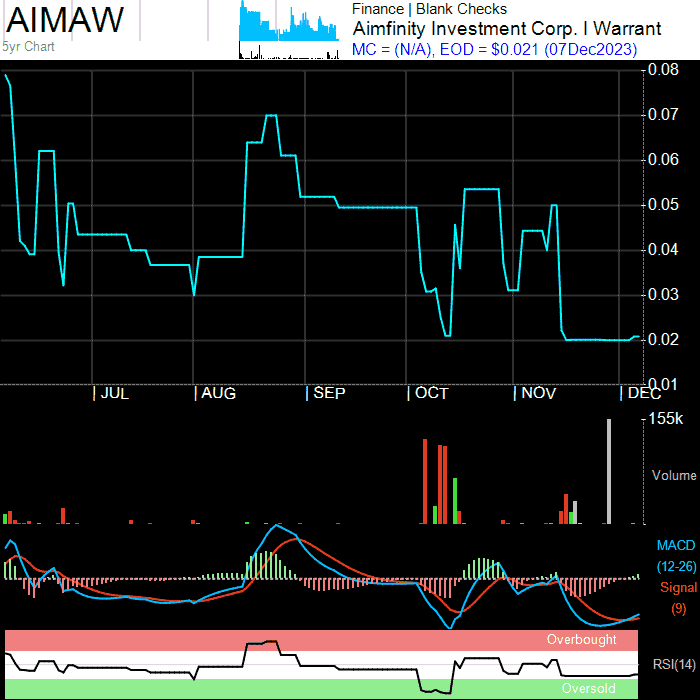 AIMAW
5yr Chart
Finance | Blank Checks
Aimfinity Investment Corp. I Warrant
MC = (N/A), EOD = $0.021 (07Dec2023)
0.08
0.07
0.06
0.05
0.04
0.03
0.02
0.01
JUL AUG SEP OCT NOV DEC
155k
Volume
MACD
(12-26)
Signal
(9)
Overbought
RSI(14)
Oversold